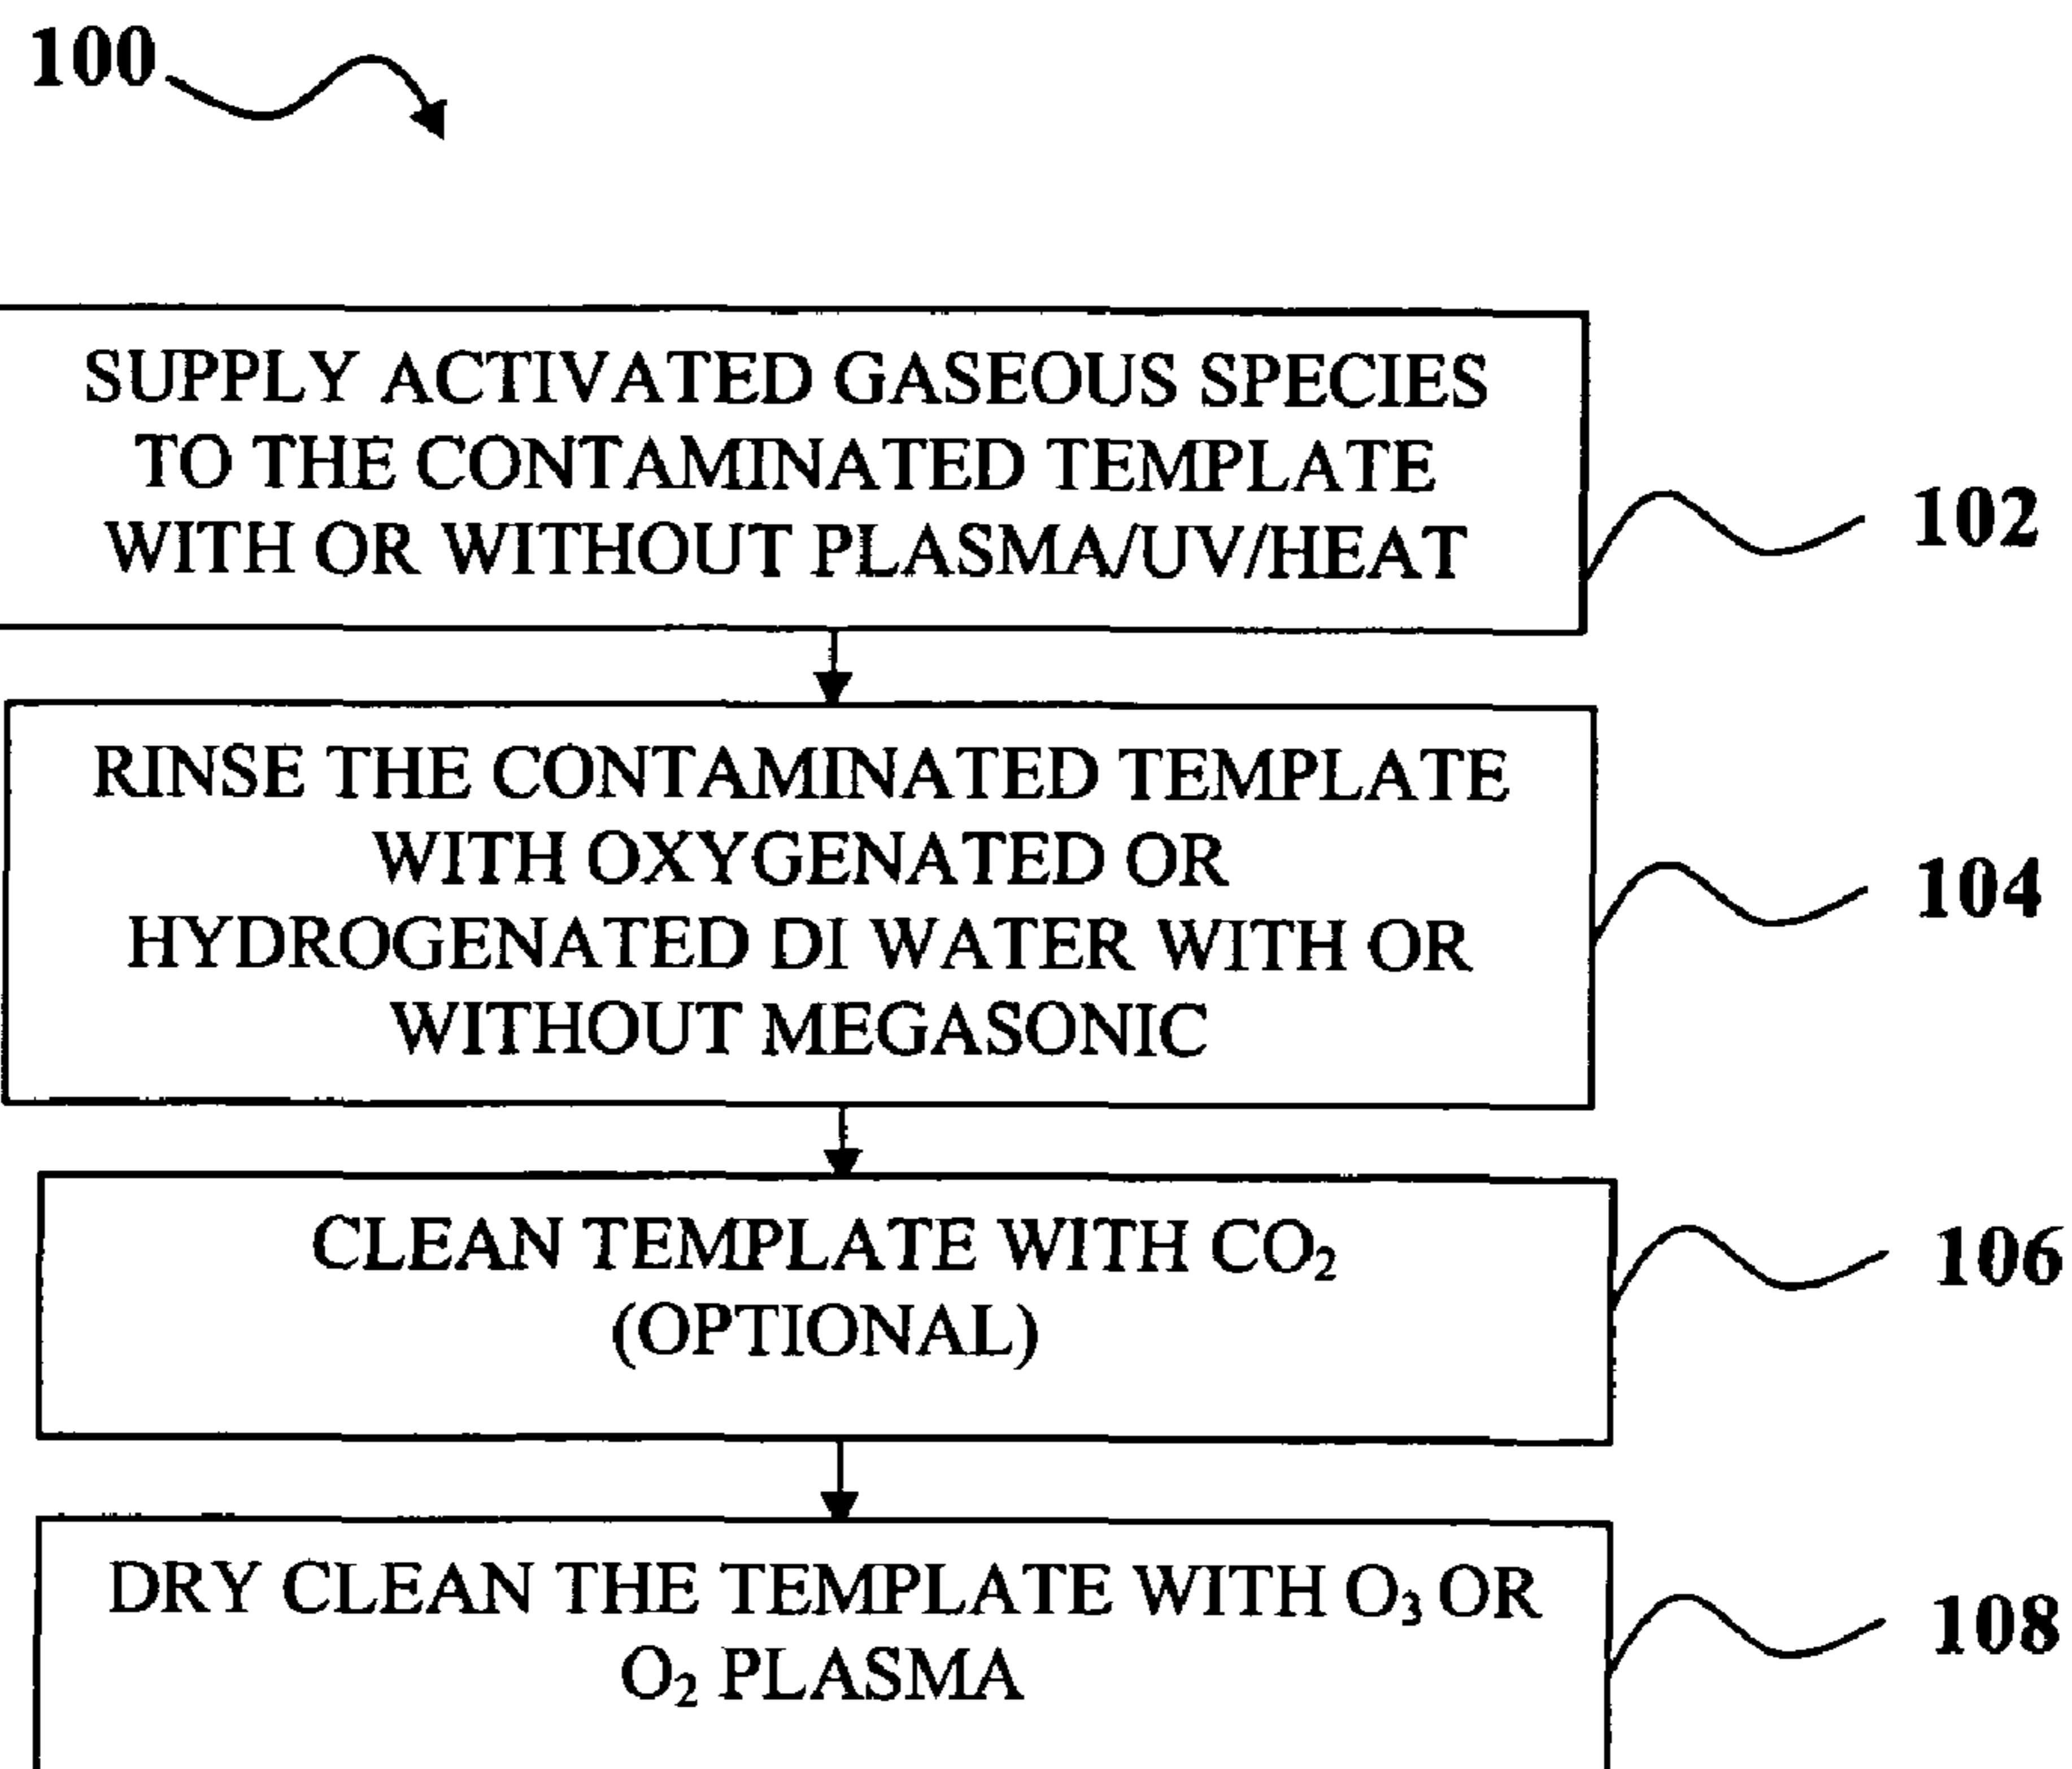 100
SUPPLY ACTIVATED GASEOUS SPECIES
TO THE CONTAMINATED TEMPLATE
WITH OR WITHOUT PLASMA/UV/HEAT
102
RINSE THE CONTAMINATED TEMPLATE
WITH OXYGENATED OR
HYDROGENATED DI WATER WITH OR
WITHOUT MEGASONIC
104
CLEAN TEMPLATE WITH CO₂
(OPTIONAL)
106
DRY CLEAN THE TEMPLATE WITH O₃ OR
O₂ PLASMA
108